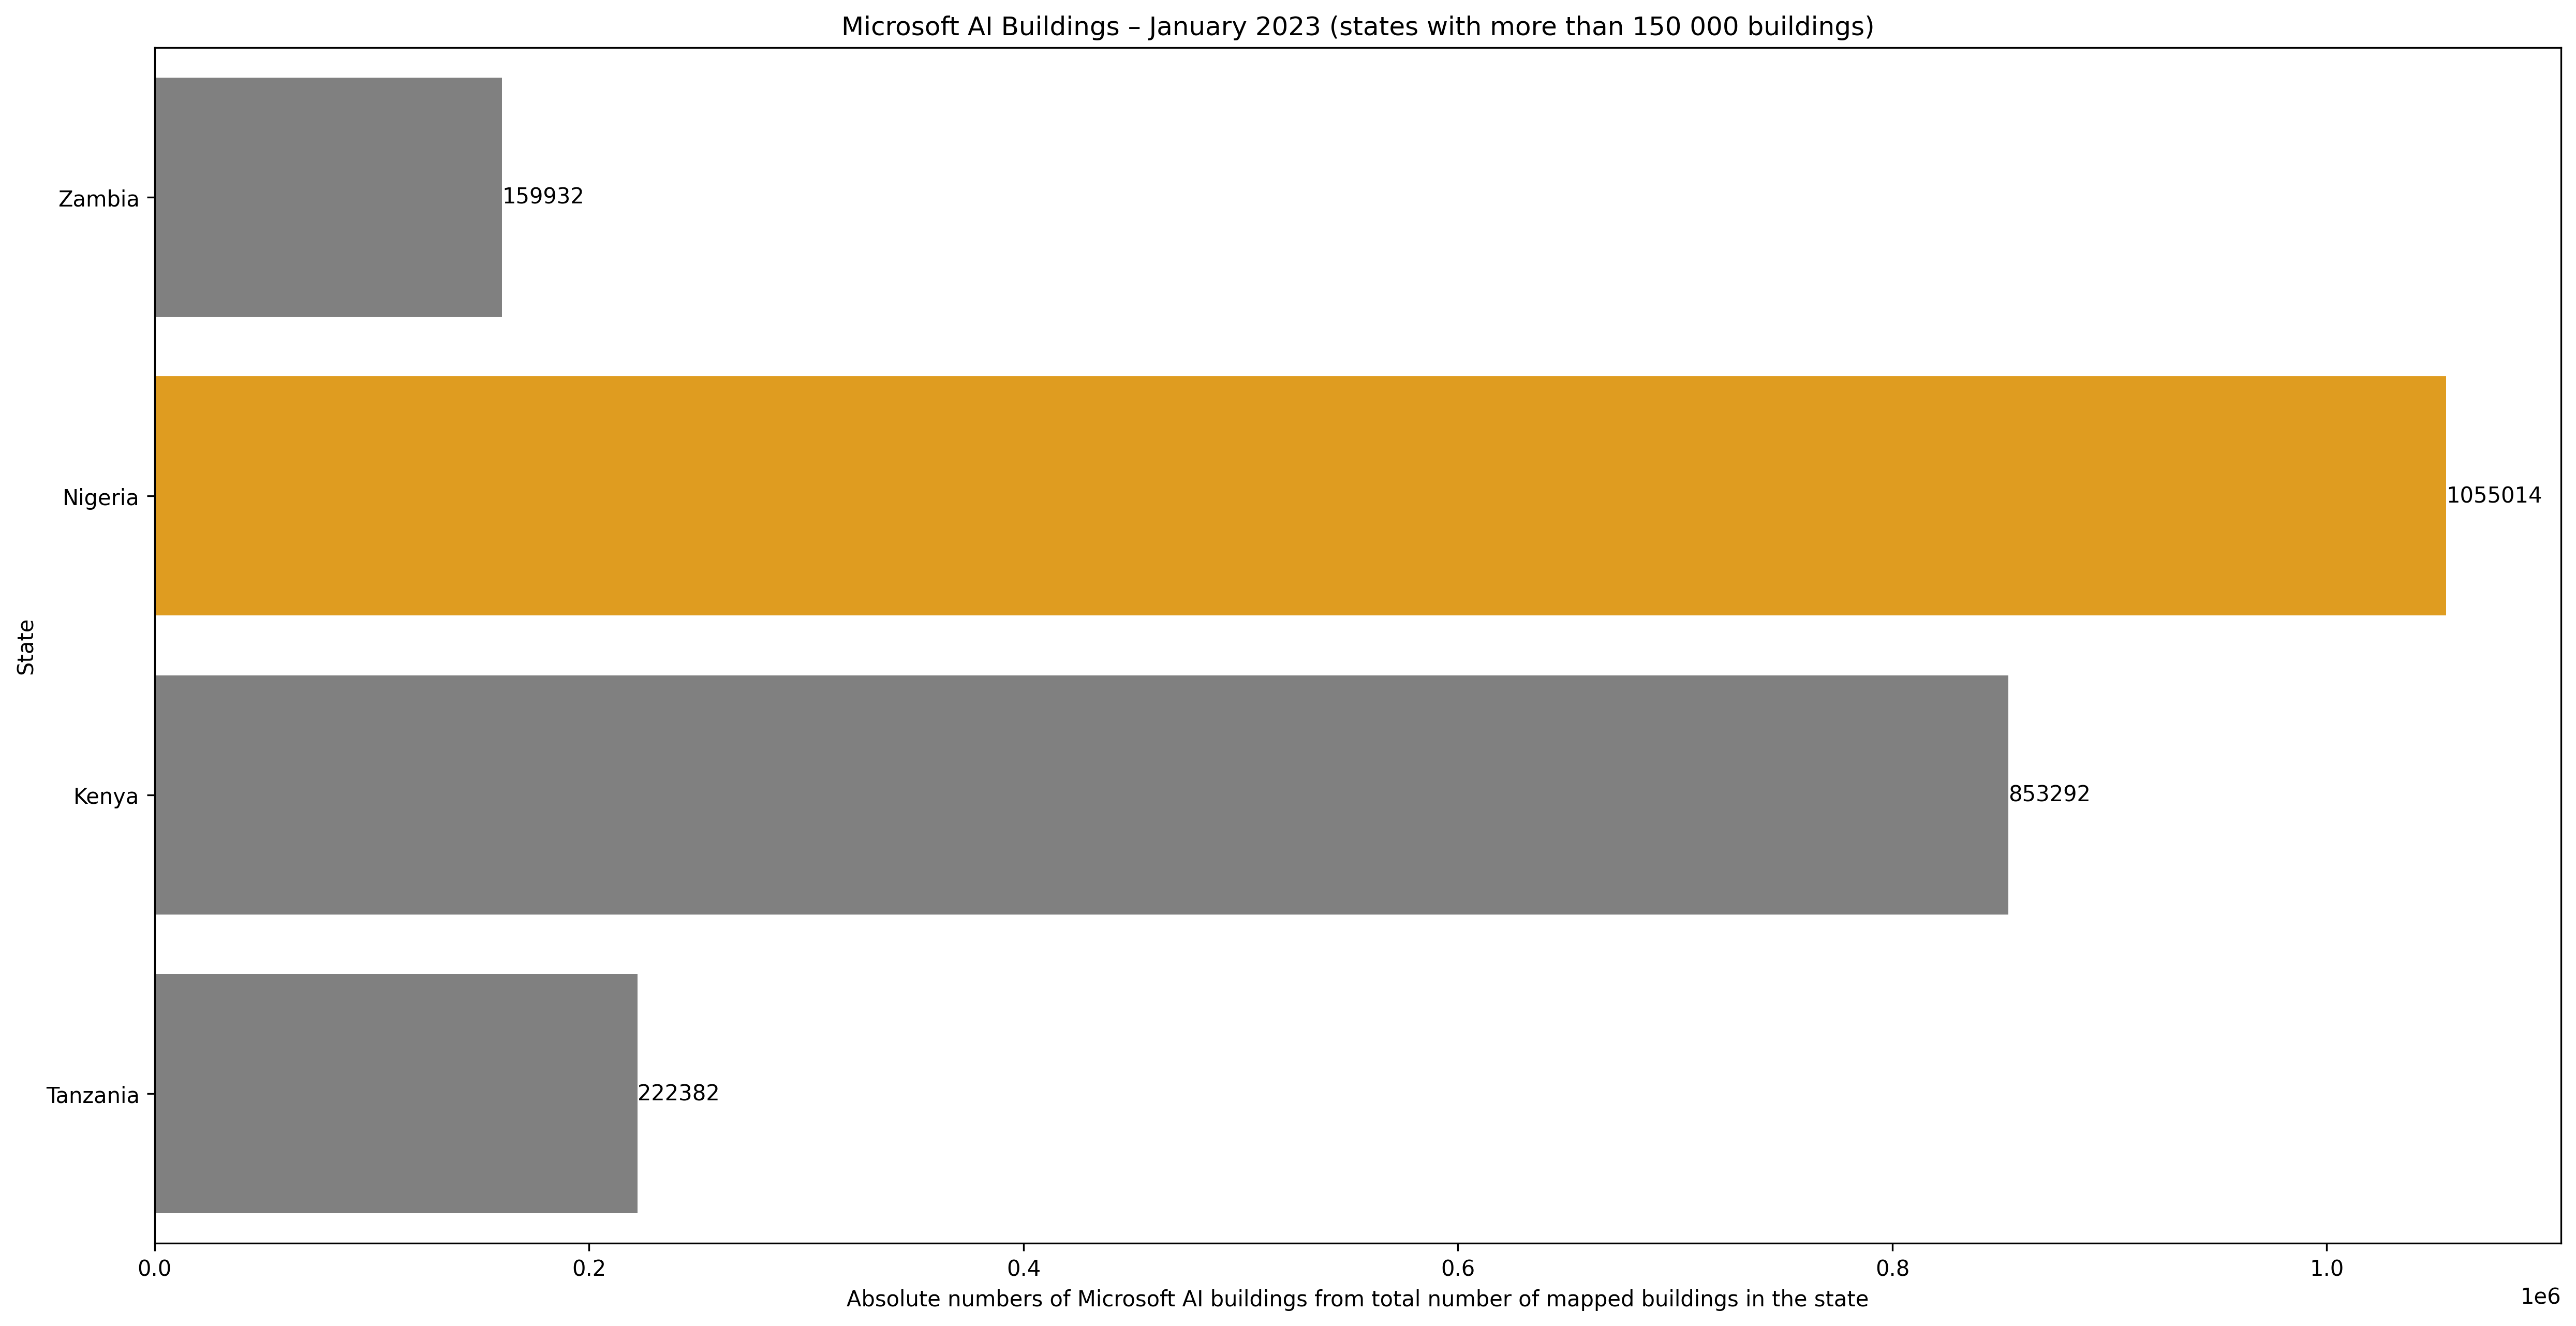 Microsoft AI Buildings – January 2023 (states with more than 150 000 buildings)
State
Zambia
159932
Nigeria
1055014
Kenya
853292
Tanzania
222382
0.0 0.2 0.4 0.6 0.8 1.0
1e6
Absolute numbers of Microsoft AI buildings from total number of mapped buildings in the state